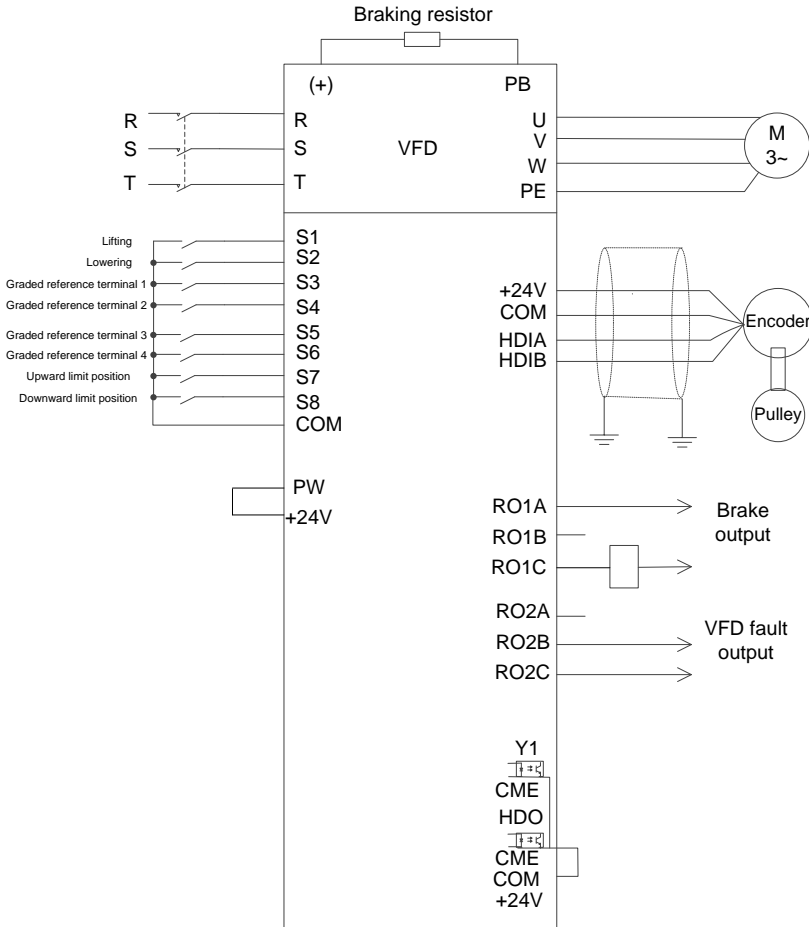 Braking resistor
(+)
PB
R
S
T
R
S
T
VFD
U
V
W
PE
M
3~
Lifting
Lowering
Graded reference terminal 1
Graded reference terminal 2
Graded reference terminal 3
Graded reference terminal 4
Upward limit position
Downward limit position
S1
S2
S3
S4
S5
S6
S7
S8
COM
PW
+24V
+24V
COM
HDIA
HDIB
Encoder
Pulley
RO1A
RO1B
RO1C
Brake
output
RO2A
RO2B
RO2C
VFD fault
output
Y1
CME
HDO
CME
COM
+24V